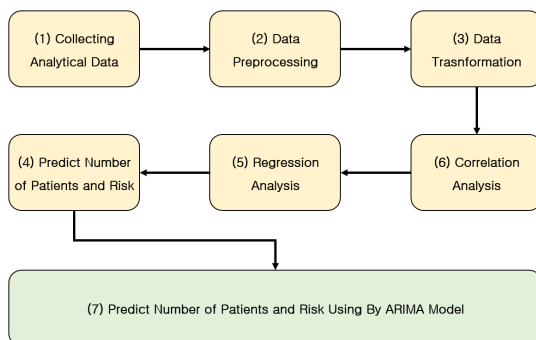 (1) Collecting
Analytical Data
(2) Data
Preprocessing
(3) Data
Trasnformation
(4) Predict Number
of Patients and Risk
(5) Regression
Analysis
(6) Correlation
Analysis
(7) Predict Number of Patients and Risk Using By ARIMA Model